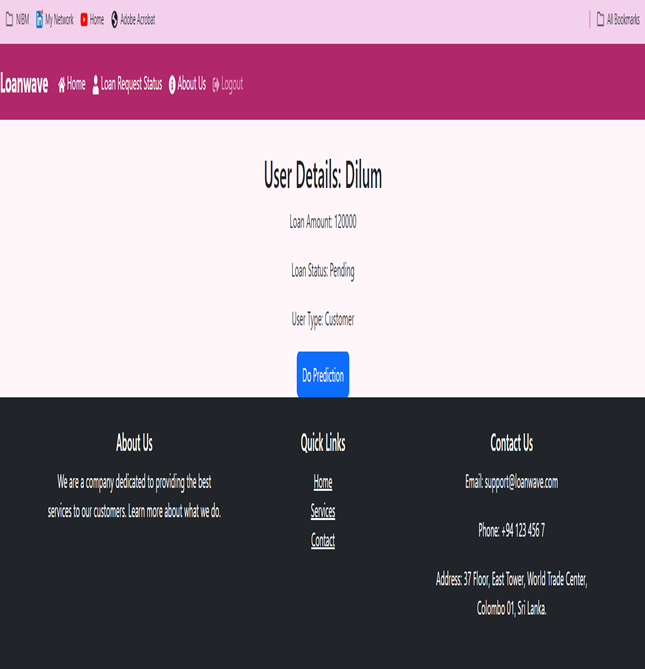 NIBM My Network Home Adobe Acrobat All Bookmarks
Loanwave Home Loan Request Status About Us Logout
User Details: Dilum
Loan Amount: 120000
Loan Status: Pending
User Type: Customer
Do Prediction
About Us
We are a company dedicated to providing the best
services to our customers. Learn more about what we do.
Quick Links
Home
Services
Contact
Contact Us
Email: support@loanwave.com
Phone: +94 123 456 7
Address: 37 Floor, East Tower, World Trade Center,
Colombo 01, Sri Lanka.